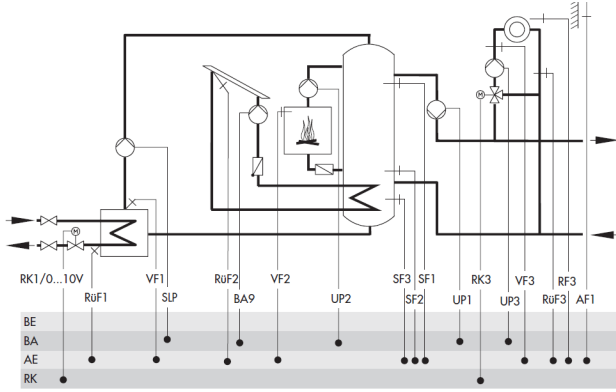 M
M
RK1/0...10V
VF1
RüF2
VF2
SF3
SF1
RK3
VF3
RF3
RüF1
SLP
BA9
UP2
SF2
UP1
UP3
RüF3
AF1
BE
BA
AE
RK